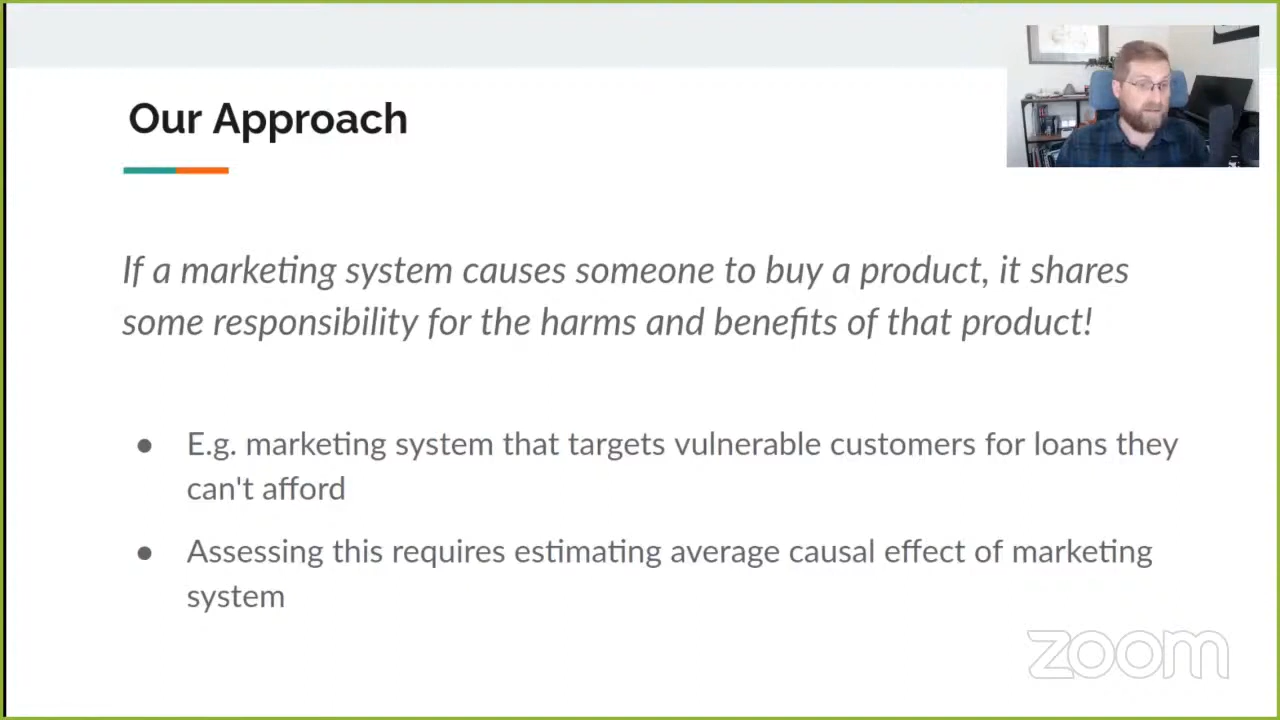 Our Approach
If a marketing system causes someone to buy a product, it shares
some responsibility for the harms and benefits of that product!
● E.g. marketing system that targets vulnerable customers for loans they
can't afford
● Assessing this requires estimating average causal effect of marketing
system
zoom